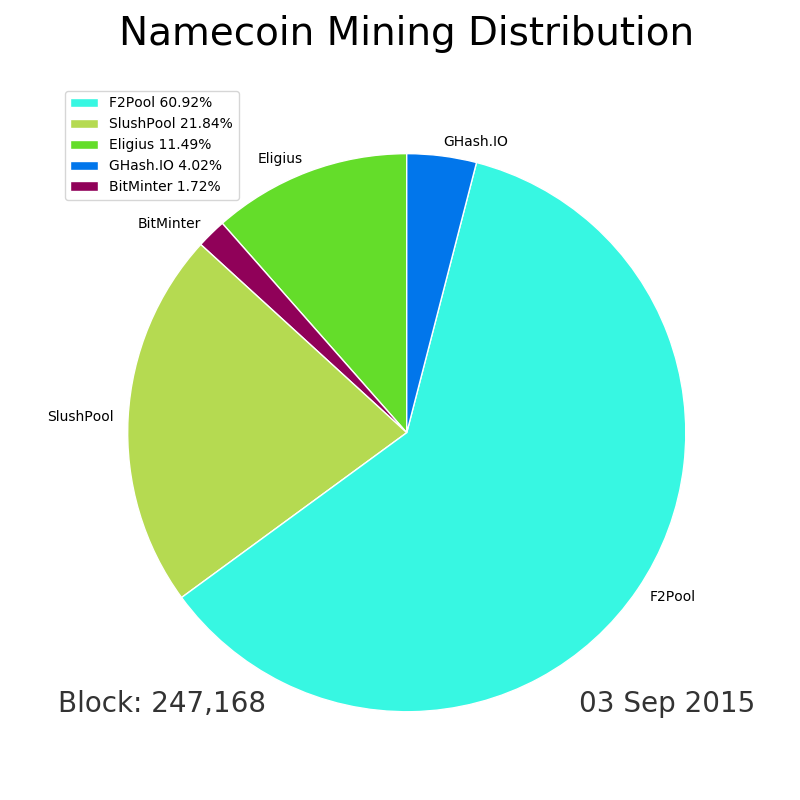 Namecoin Mining Distribution
F2Pool 60.92%
SlushPool 21.84%
Eligius 11.49%
GHash.IO 4.02%
BitMinter 1.72%
GHash.IO
Eligius
BitMinter
SlushPool
F2Pool
Block: 247,168
03 Sep 2015